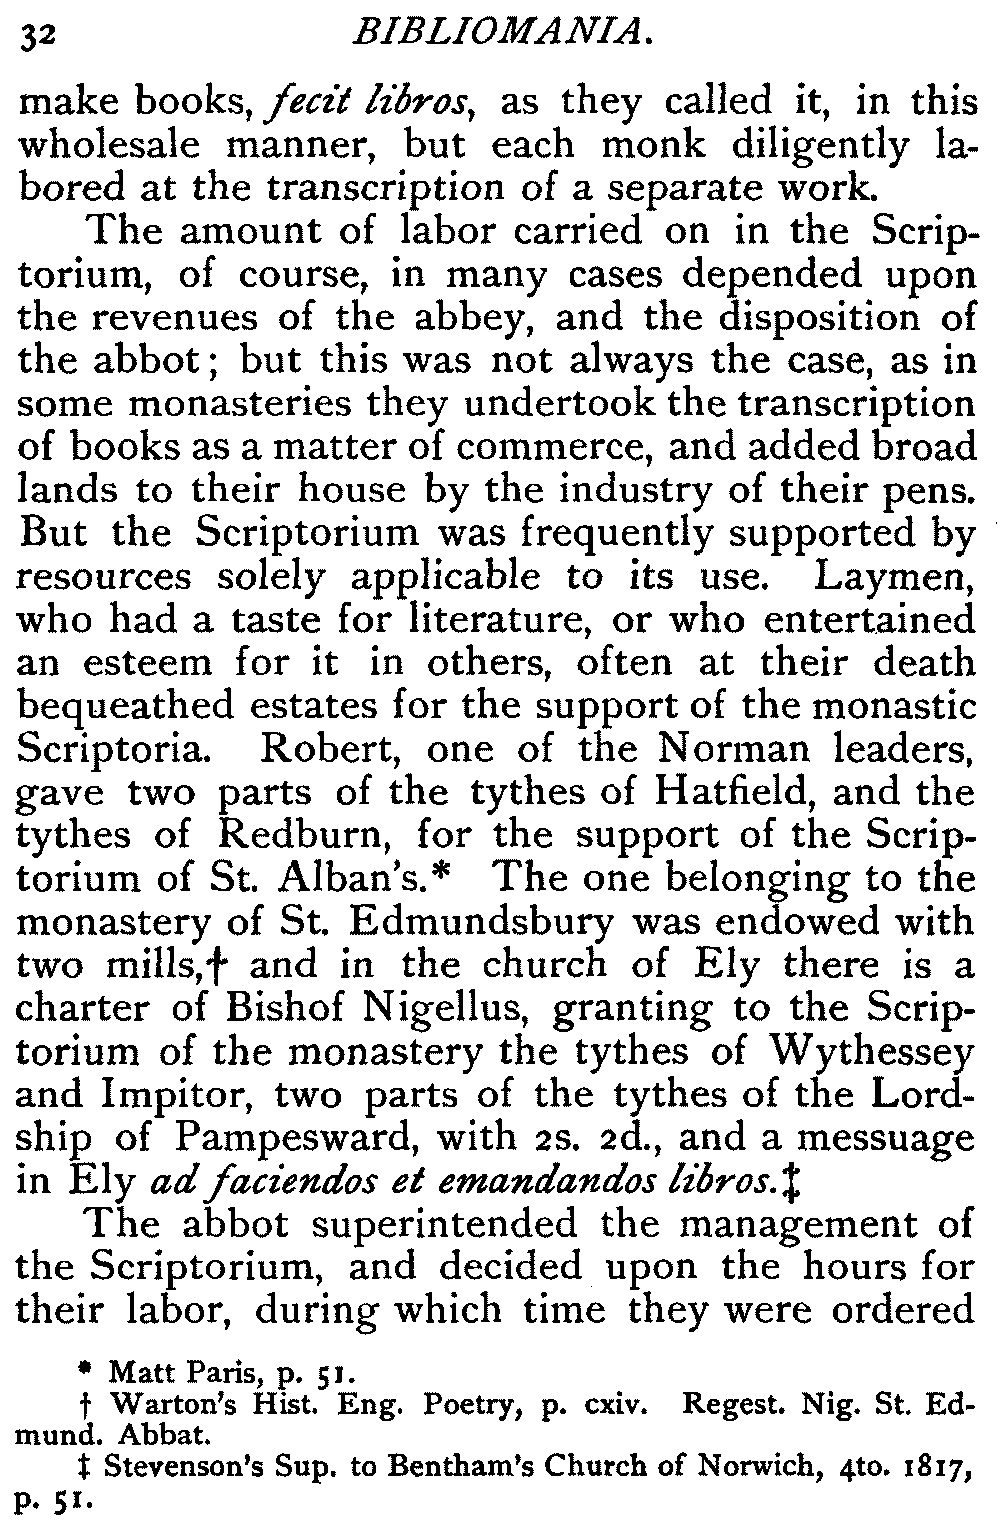 32 BIBLIOMANIA.
make books, fecit libros, as they called it, in this
wholesale manner, but each monk diligently la-
bored at the transcription of a separate work.
The amount of labor carried on in the Scrip-
torium, of course, in many cases depended upon
the revenues of the abbey, and the disposition of
the abbot; but this was not always the case, as in
some monasteries they undertook the transcription
of books as a matter of commerce, and added broad
lands to their house by the industry of their pens.
But the Scriptorium was frequently supported by
resources solely applicable to its use. Laymen,
who had a taste for literature, or who entertained
an esteem for it in others, often at their death
bequeathed estates for the support of the monastic
Scriptoria. Robert, one of the Norman leaders,
gave two parts of the tythes of Hatfield, and the
tythes of Redburn, for the support of the Scrip-
torium of St. Alban's.* The one belonging to the
monastery of St. Edmundsbury was endowed with
two mills,† and in the church of Ely there is a
charter of Bishof Nigellus, granting to the Scrip-
torium of the monastery the tythes of Wythessey
and Impitor, two parts of the tythes of the Lord-
ship of Pampesward, with 2s. 2d., and a messuage
in Ely ad faciendos et emandandos libros.‡
The abbot superintended the management of
the Scriptorium, and decided upon the hours for
their labor, during which time they were ordered
* Matt Paris, p. 51.
† Warton's Hist. Eng. Poetry, p. cxiv. Regest. Nig. St. Ed-
mund. Abbat.
‡ Stevenson's Sup. to Bentham's Church of Norwich, 4to. 1817,
p. 51.